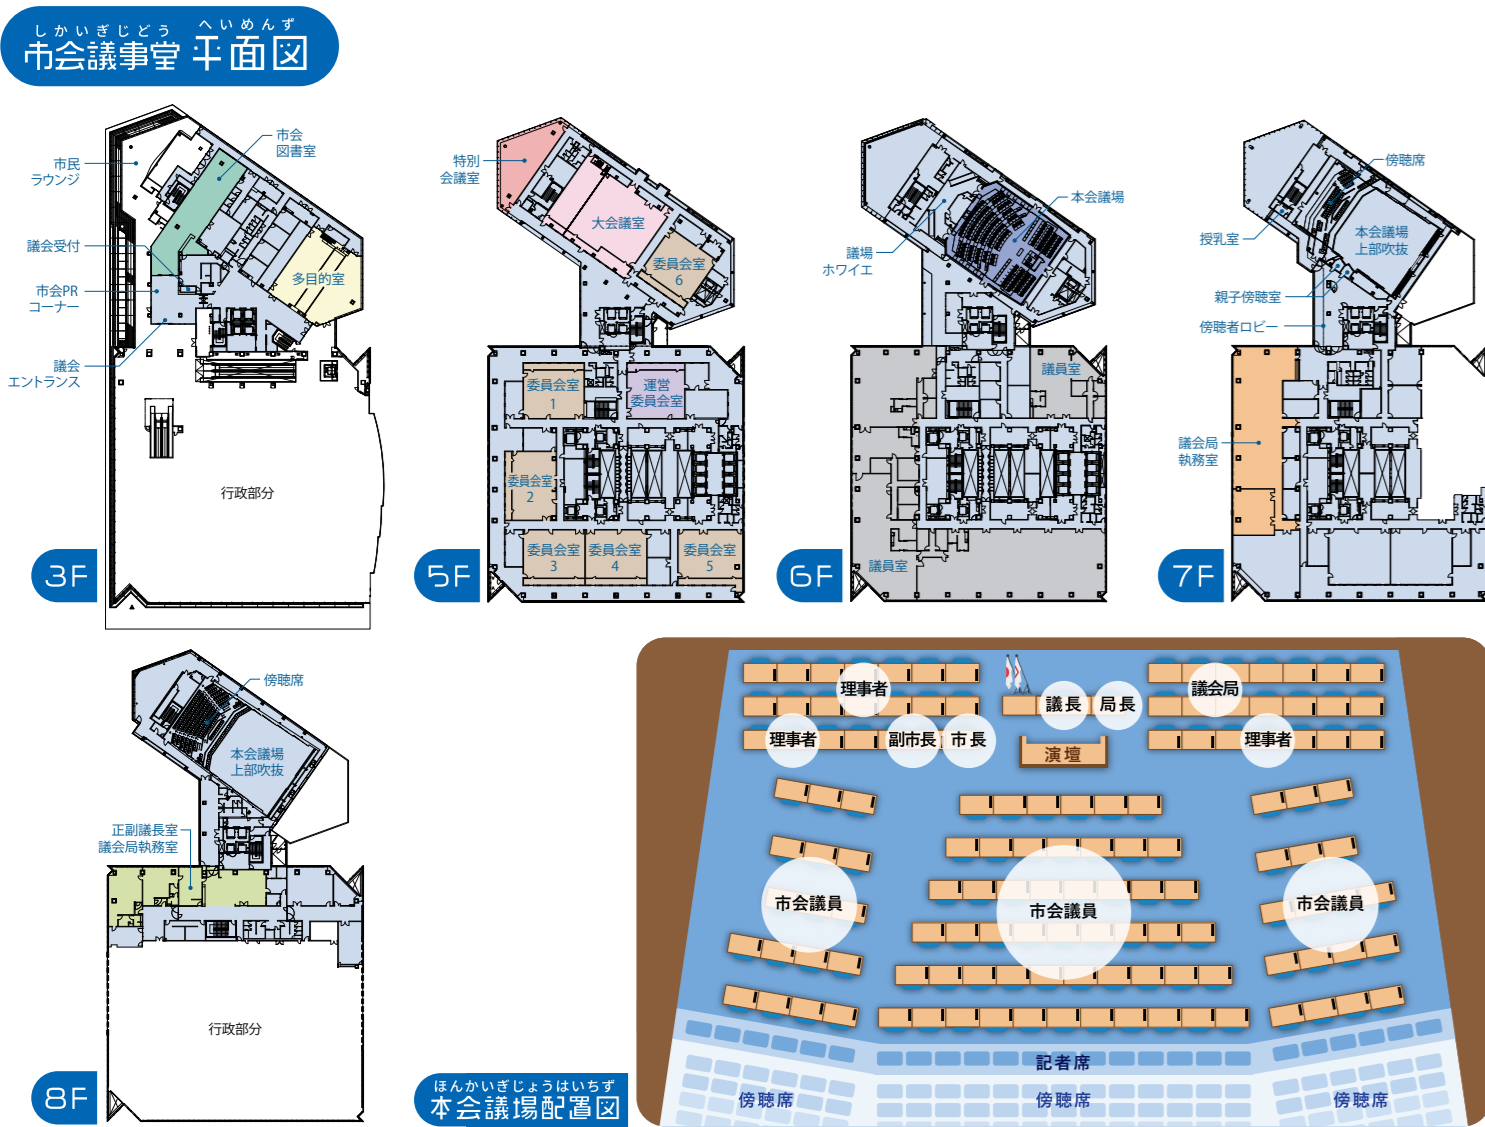 しかいぎじどう へいめんず
市会議事堂 平面図
市民
ラウンジ
市会
図書室
議会受付
市会PR
コーナー
議会
エントランス
多目的室
行政部分
3F
特別
会議室
大会議室
委員会室
6
委員会室
1
運営
委員会室
委員会室
2
委員会室
3
委員会室
4
委員会室
5
5F
本会議場
議場
ホワイエ
議員室
議員室
6F
傍聴席
授乳室
本会議場
上部吹抜
親子傍聴室
傍聴者ロビー
議会局
執務室
7F
傍聴席
本会議場
上部吹抜
正副議長室
議会局執務室
行政部分
8F
ほんかいぎじょうはいちず
本会議場配置図
理事者
議長
局長
議会局
理事者
副市長
市長
演壇
理事者
市会議員
市会議員
市会議員
記者席
傍聴席
傍聴席
傍聴席